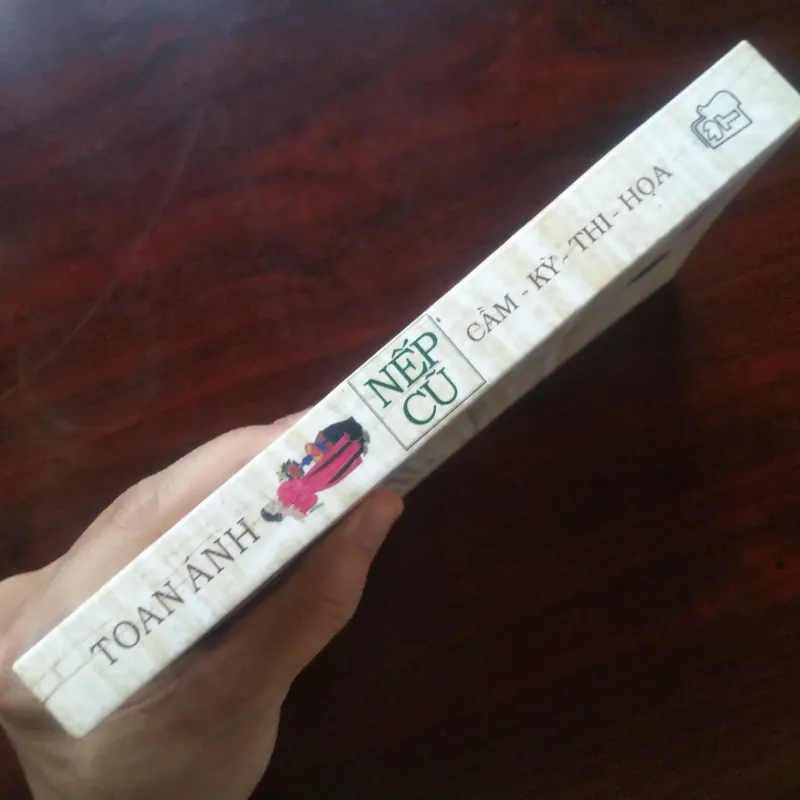 TOAN ÁNH
NẾP
CŨ
CẦM - KỲ - THI - HỌA